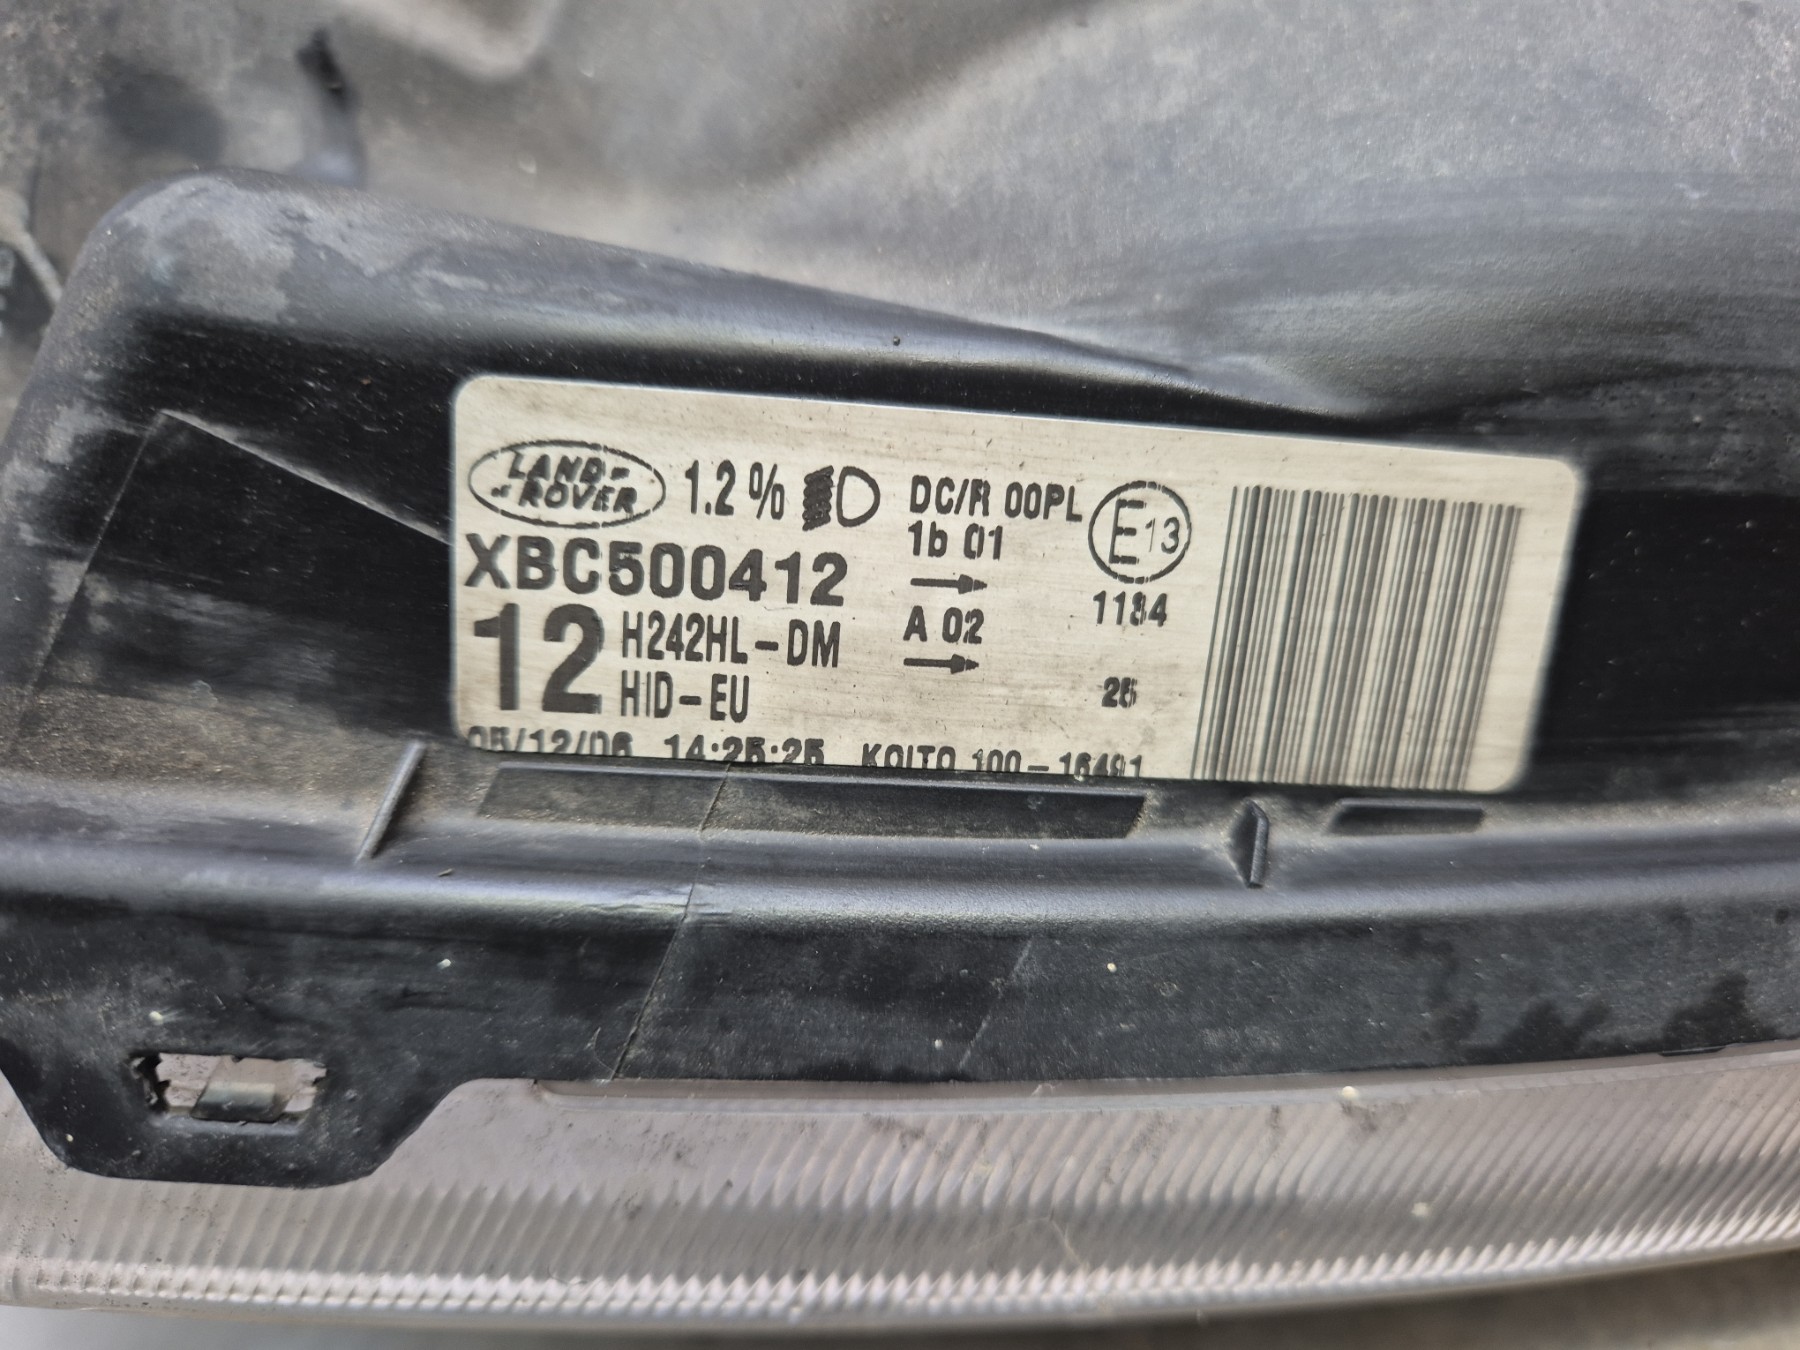 LAND-
ROVER
1.2%
DC/R 00PL
1b 01
E13
XBC500412
1184
12
H242HL-DM
A 02
HID-EU
26
05/12/06 14:25:25 KOITO 100-16491